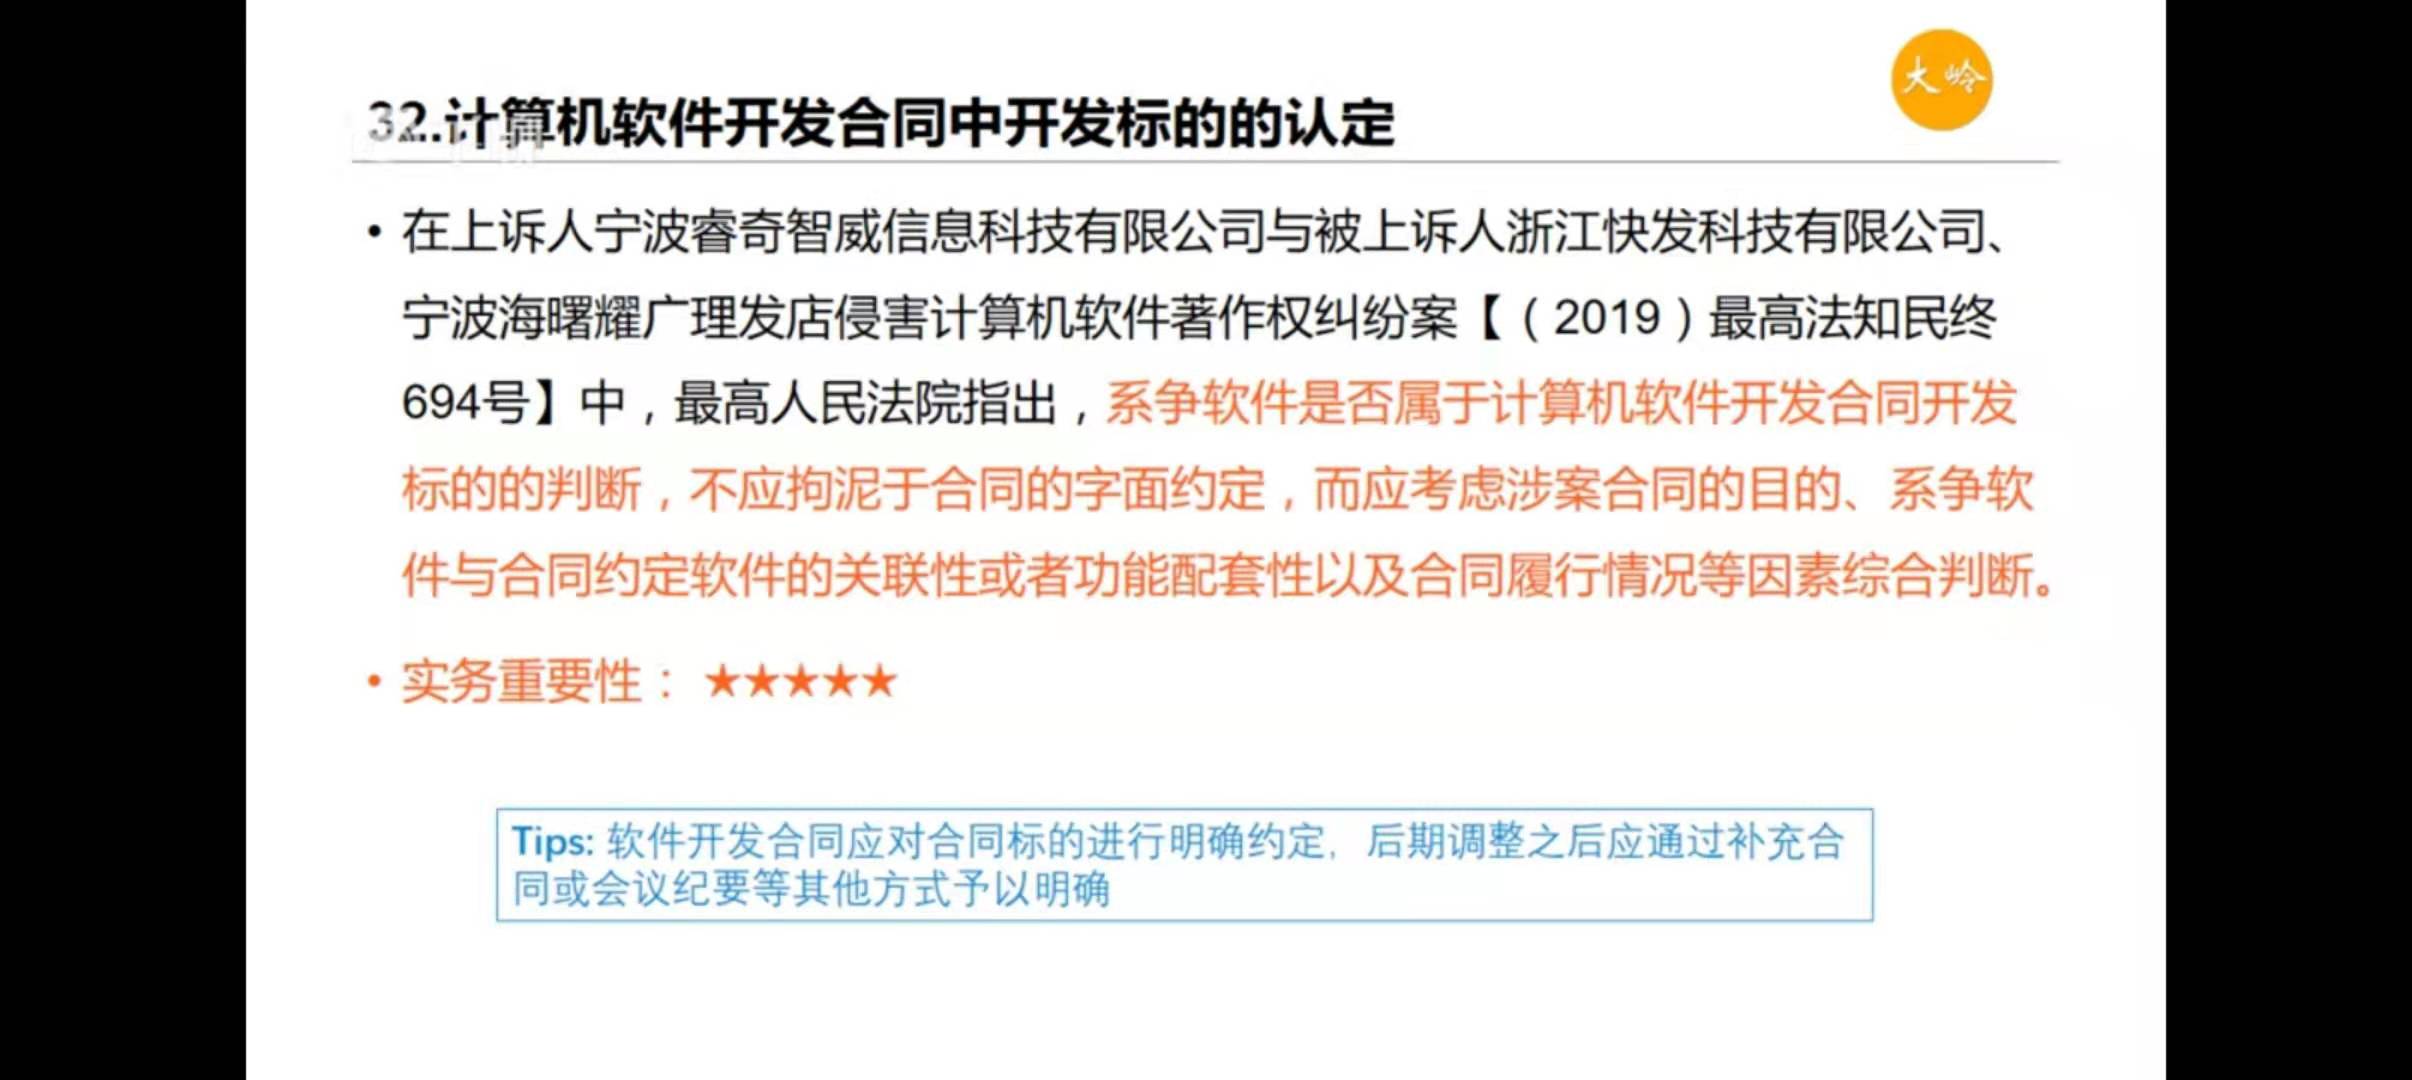 大岭
32.计算机软件开发合同中开发标的的认定
• 在上诉人宁波睿奇智威信息科技有限公司与被上诉人浙江快发科技有限公司、
宁波海曙耀广理发店侵害计算机软件著作权纠纷案【（2019）最高法知民终
694号】中，最高人民法院指出，系争软件是否属于计算机软件开发合同开发
标的的判断，不应拘泥于合同的字面约定，而应考虑涉案合同的目的、系争软
件与合同约定软件的关联性或者功能配套性以及合同履行情况等因素综合判断。
• 实务重要性： ★★★★★
Tips: 软件开发合同应对合同标的进行明确约定，后期调整之后应通过补充合
同或会议纪要等其他方式予以明确